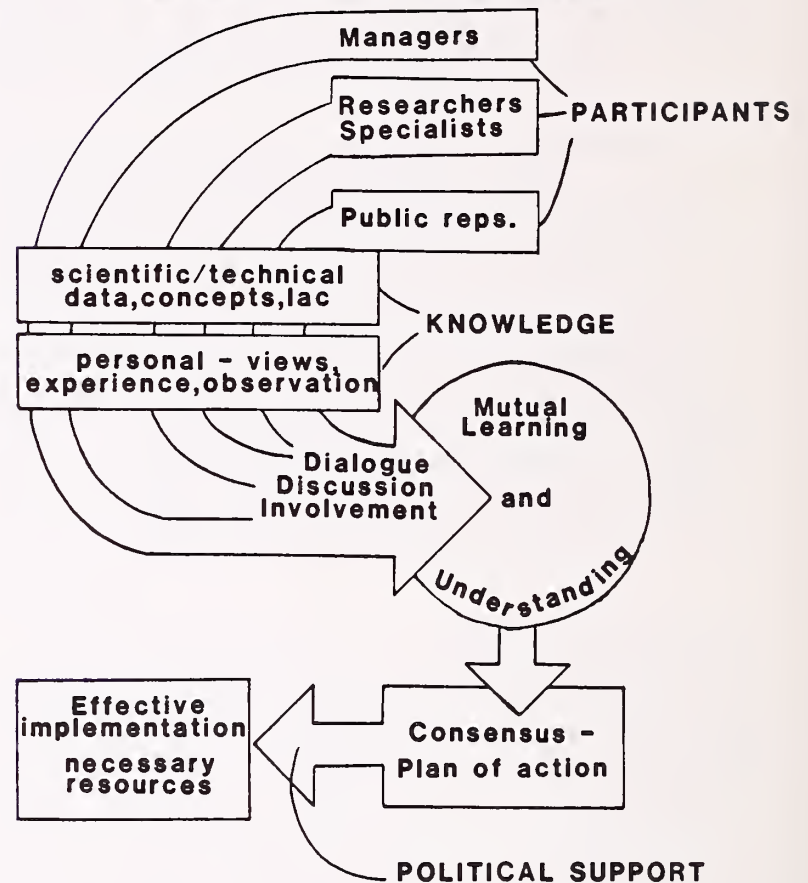 Managers
Researchers
Specialists
PARTICIPANTS
Public reps.
scientific/technical
data,concepts,lac
KNOWLEDGE
personal - views,
experience,observation
Mutual
Learning
and
Understanding
Dialogue
Discussion
Involvement
Effective
implementation
necessary
resources
Consensus -
Plan of action
POLITICAL SUPPORT